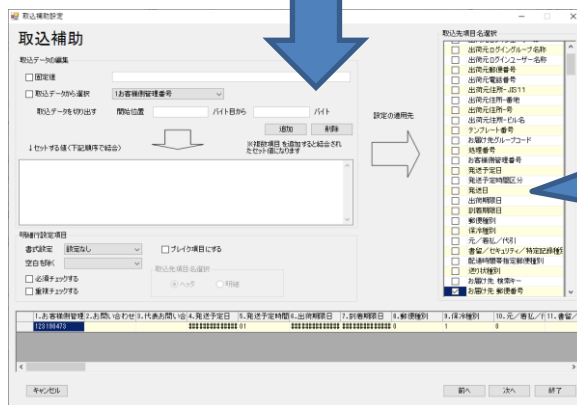 取込補助設定
取込補助
取込データの編集
固定値
取込データから選択
1.お客様側管理番号
取込データを切り出す
開始位置
バイト目から
バイト
追加
削除
↓セットする値(下記順序で結合)
※複数項目を追加すると結合され
たセット値になります
設定の適用先
明細行設定項目
書式設定
設定なし
ブレイク項目にする
空白を除く
必須チェックする
重複チェックする
取込先項目名選択
ヘッダ
明細
取込先項目名選択
出荷元ログイングループ名称
出荷元ログインユーザー名称
出荷元郵便番号
出荷元電話番号
出荷元住所-JIS11
出荷元住所-番地
出荷元住所-号
出荷元住所-ビル名
テンプレート番号
お届け先グループコード
処理番号
お客様側管理番号
発送予定日
発送予定時間区分
発送日
出荷期限日
到着期限日
郵便種別
保冷種別
元/着払/代引
書留/セキュリティ/特定記録種別
配達時間帯指定郵便種別
送り状種別
お届け先 検索キー
お届け先 郵便番号
1.お客様側管理
2.お問い合わせ
3.代表お問い合
4.発送予定日
5.発送予定時間
6.出荷期限日
7.到着期限日
8.郵便種別
9.保冷種別
10.元/着払/代
11.書留/
123190473
################
01
################
################
0
1
0
キャンセル
前へ
次へ
終了